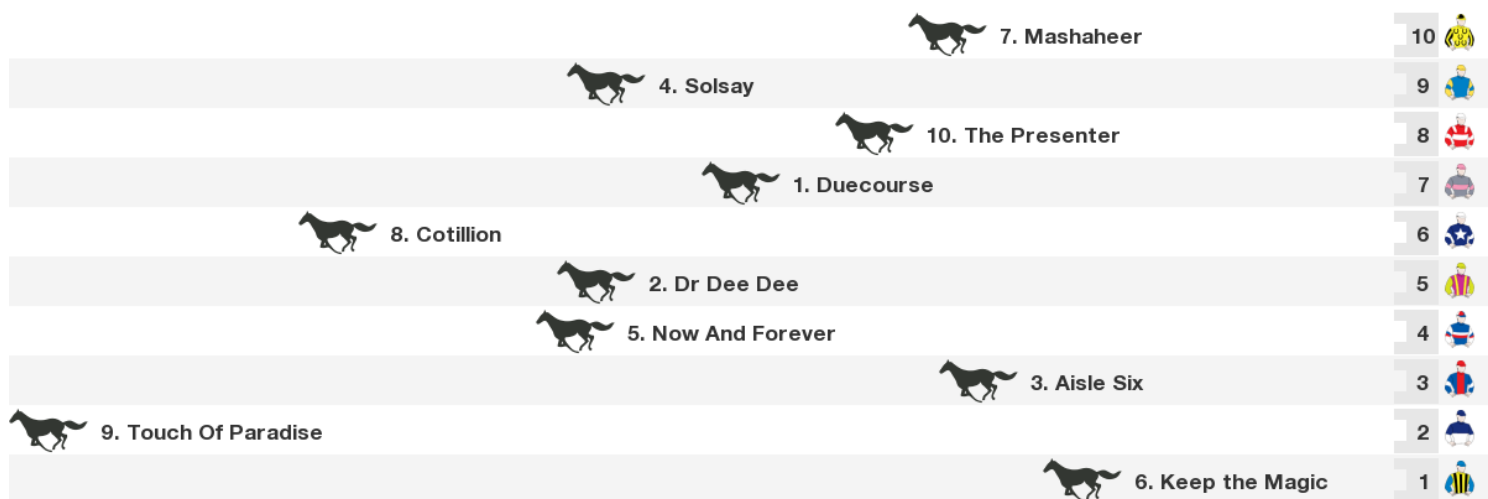 7. Mashaheer 10
4. Solsay 9
10. The Presenter 8
1. Duecourse 7
8. Cotillion 6
2. Dr Dee Dee 5
5. Now And Forever 4
3. Aisle Six 3
9. Touch Of Paradise 2
6. Keep the Magic 1